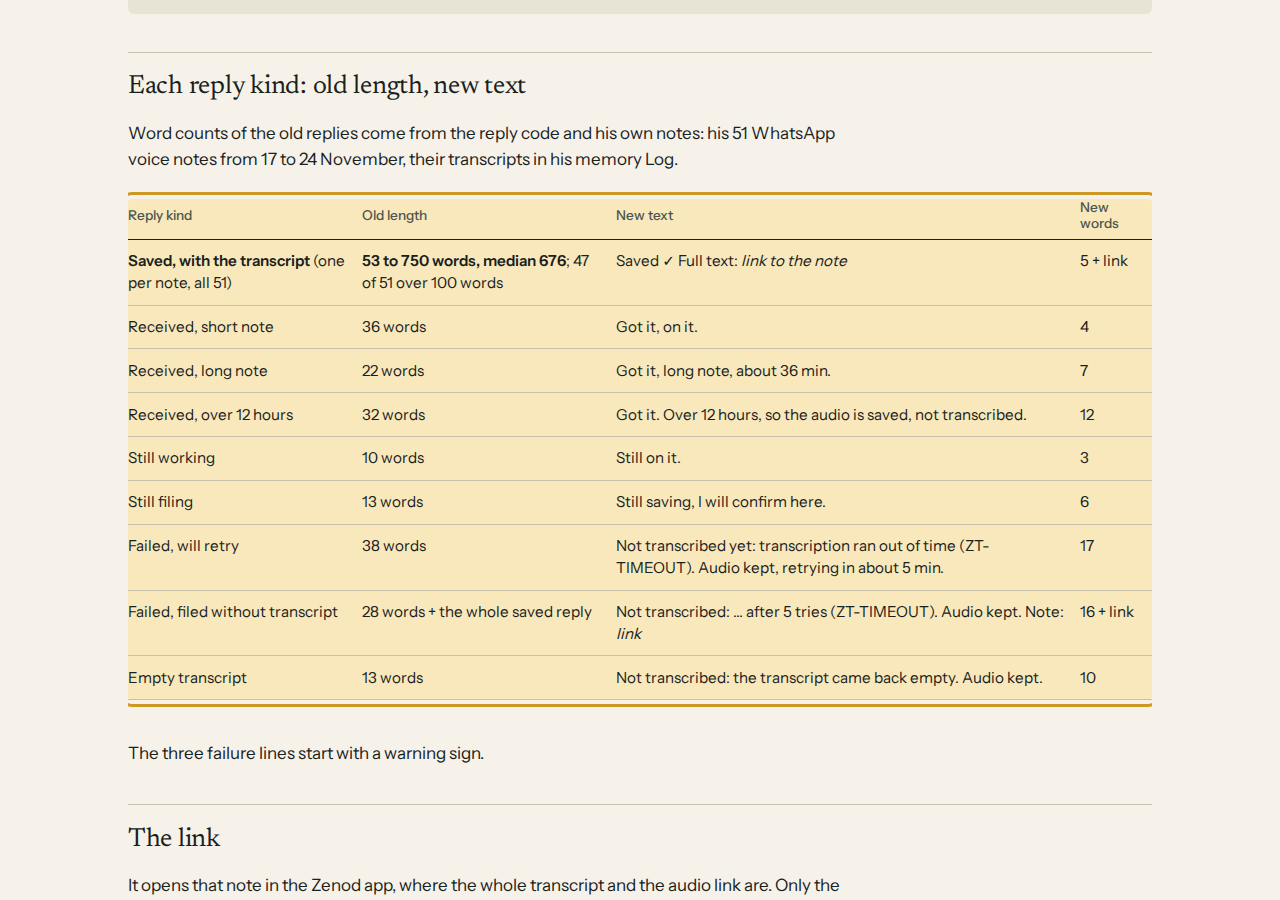 Each reply kind: old length, new text
Word counts of the old replies come from the reply code and his own notes: his 51 WhatsApp
voice notes from 17 to 24 November, their transcripts in his memory Log.
Reply kind Old length New text New words
Saved, with the transcript (one per note, all 51) 53 to 750 words, median 676; 47 of 51 over 100 words Saved ✓ Full text: link to the note 5 + link
Received, short note 36 words Got it, on it. 4
Received, long note 22 words Got it, long note, about 36 min. 7
Received, over 12 hours 32 words Got it. Over 12 hours, so the audio is saved, not transcribed. 12
Still working 10 words Still on it. 3
Still filing 13 words Still saving, I will confirm here. 6
Failed, will retry 38 words Not transcribed yet: transcription ran out of time (ZT-TIMEOUT). Audio kept, retrying in about 5 min. 17
Failed, filed without transcript 28 words + the whole saved reply Not transcribed: ... after 5 tries (ZT-TIMEOUT). Audio kept. Note: link 16 + link
Empty transcript 13 words Not transcribed: the transcript came back empty. Audio kept. 10
The three failure lines start with a warning sign.
The link
It opens that note in the Zenod app, where the whole transcript and the audio link are. Only the